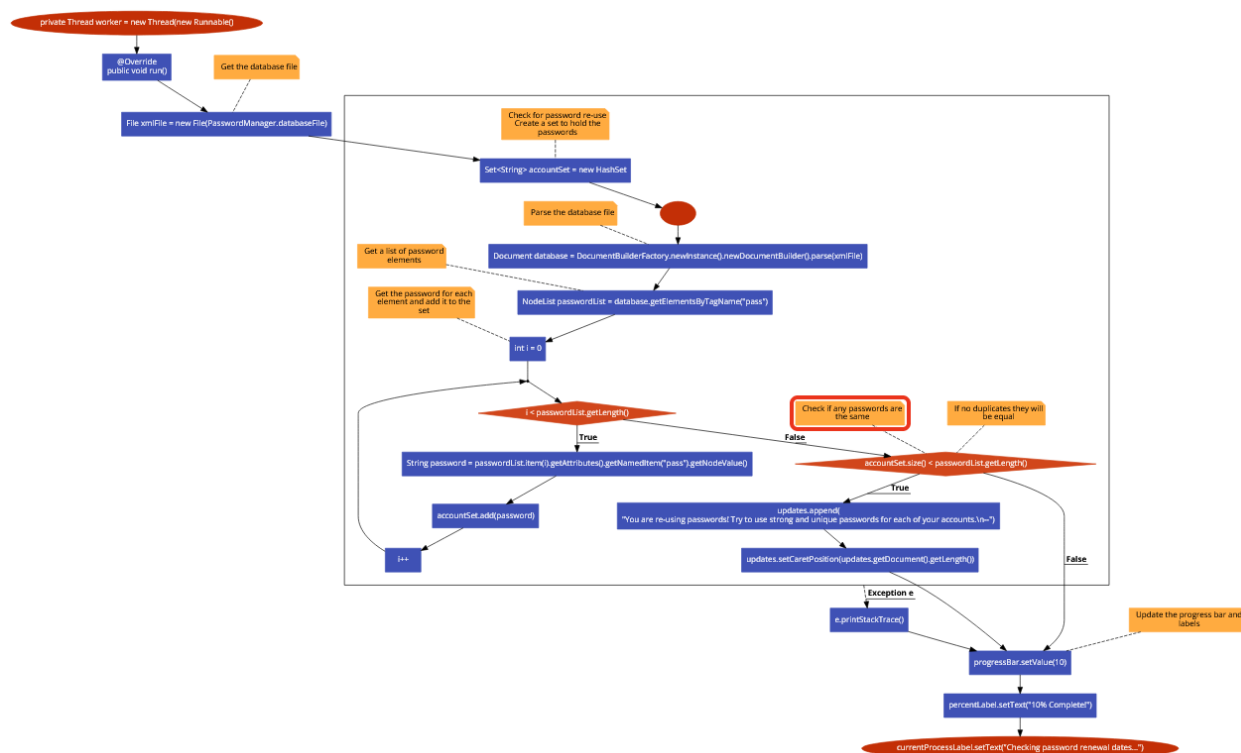 private Thread worker = new Thread(new Runnable()
@Override
public void run()
Get the database file
File xmlFile = new File(PasswordManager.databaseFile)
Check for password re-use
Create a set to hold the
passwords
Set<String> accountSet = new HashSet
Parse the database file
Document database = DocumentBuilderFactory.newInstance().newDocumentBuilder().parse(xmlFile)
Get a list of password
elements
NodeList passwordList = database.getElementsByTagName("pass")
Get the password for each
element and add it to the
set
int i = 0
i < passwordList.getLength()
True
False
String password = passwordList.item(i).getAttributes().getNamedItem("pass").getNodeValue()
accountSet.add(password)
i++
Check if any passwords are
the same
If no duplicates they will
be equal
accountSet.size() < passwordList.getLength()
True
False
updates.append(
"You are re-using passwords! Try to use strong and unique passwords for each of your accounts.\n~")
updates.setCaretPosition(updates.getDocument().getLength())
Exception e
e.printStackTrace()
Update the progress bar and
labels
progressBar.setValue(10)
percentLabel.setText("10% Complete!")
currentProcessLabel.setText("Checking password renewal dates...")